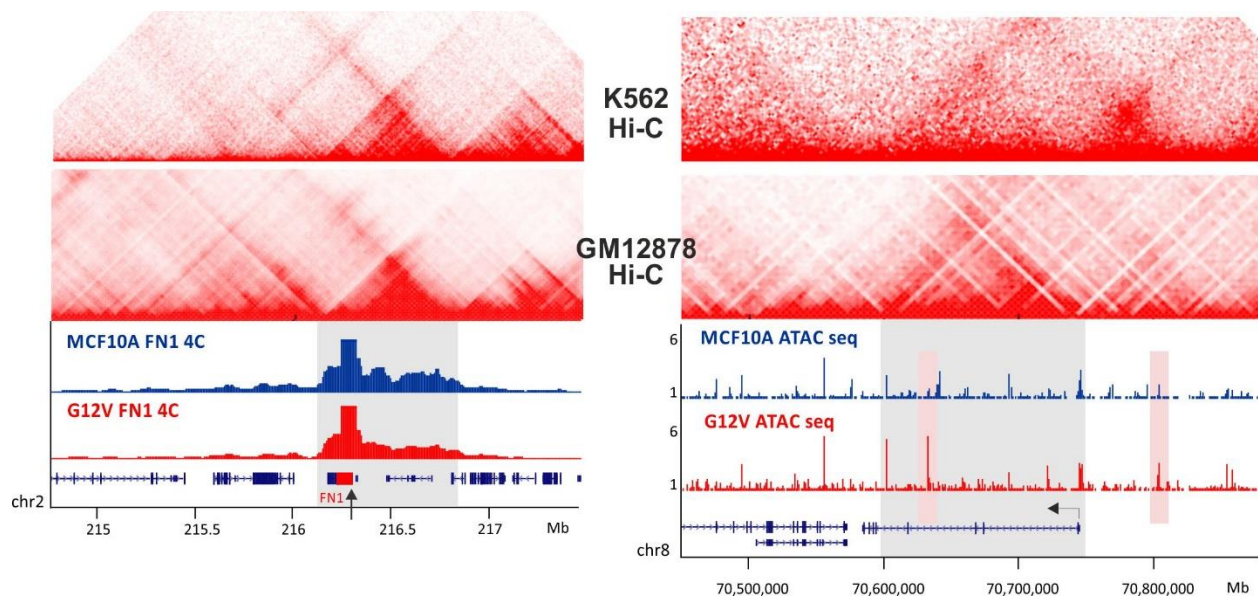 K562
Hi-C
GM12878
Hi-C
MCF10A FN1 4C
G12V FN1 4C
FN1
chr2
215
215.5
216
216.5
217
Mb
6
MCF10A ATAC seq
1
6
G12V ATAC seq
1
chr8
70,500,000
70,600,000
70,700,000
70,800,000
Mb